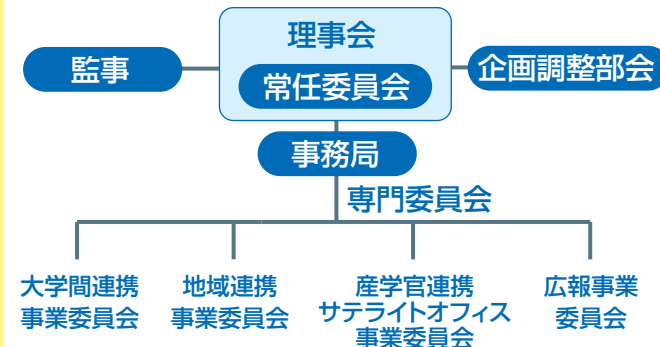 理事会
監事
常任委員会
企画調整部会
事務局
専門委員会
大学間連携
事業委員会
地域連携
事業委員会
産学官連携
サテライトオフィス
事業委員会
広報事業
委員会